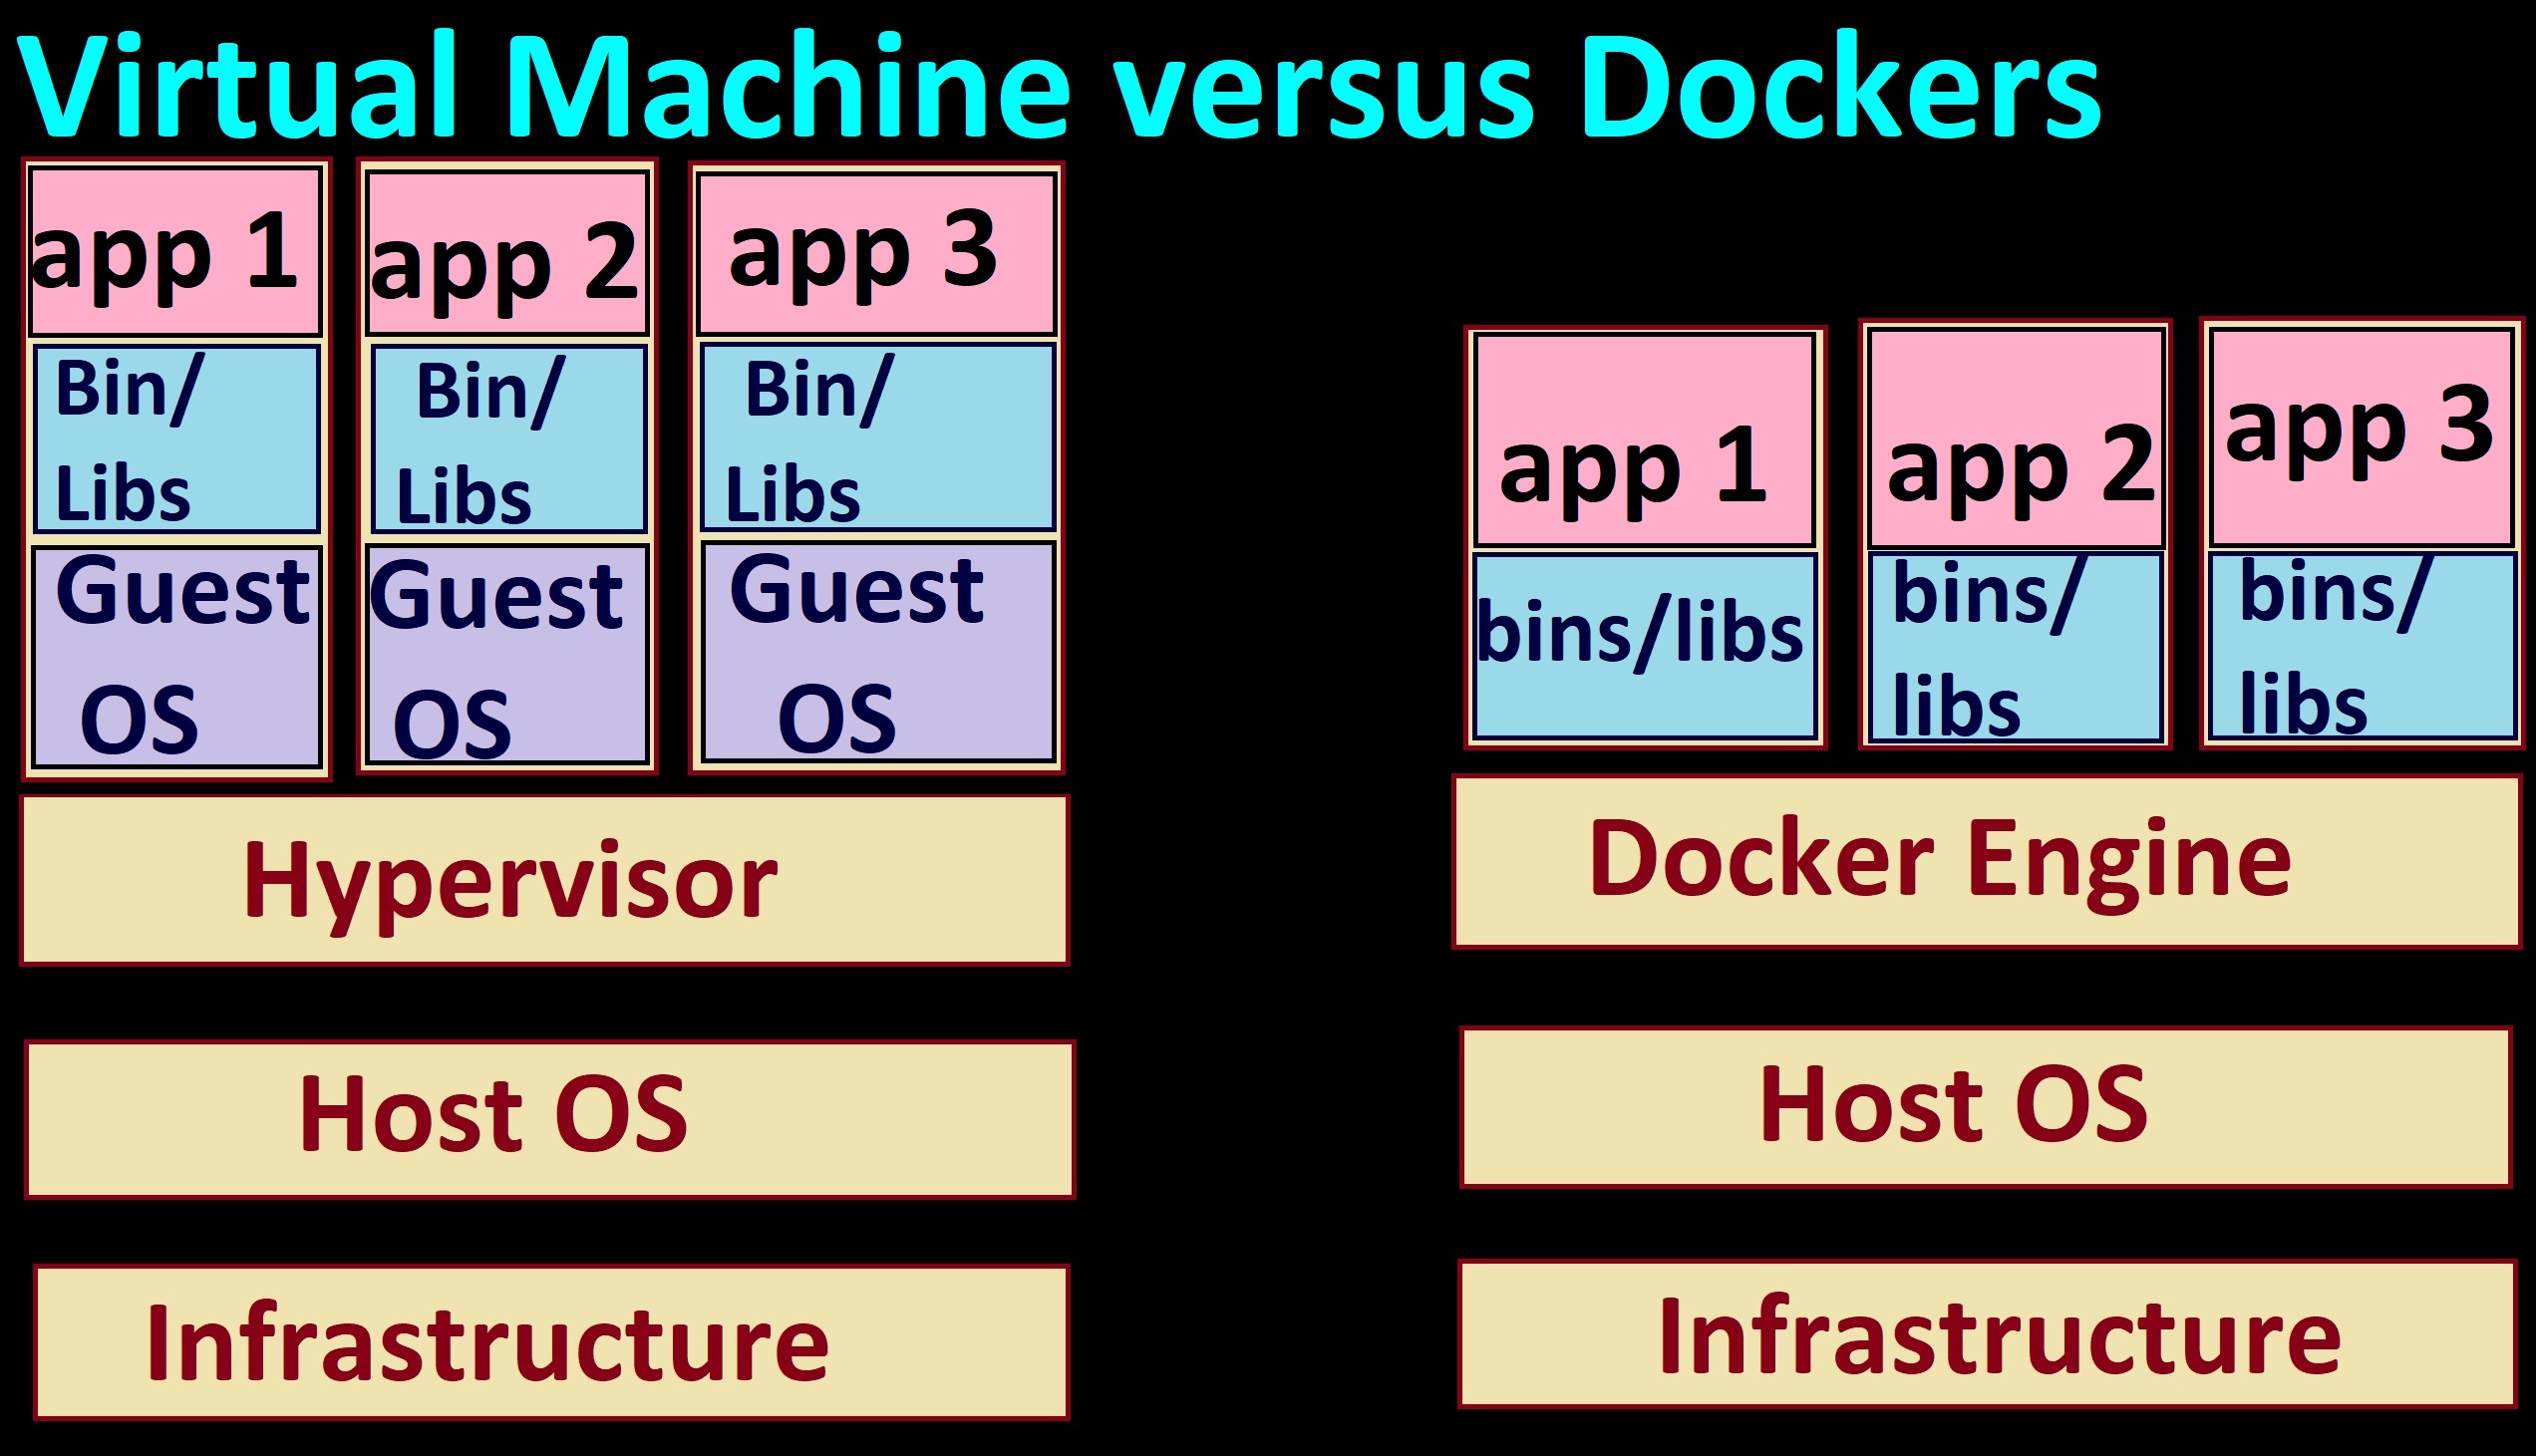 Virtual Machine versus Dockers
app 1
Bin/
Libs
Guest
OS
app 2
Bin/
Libs
Guest
OS
app 3
Bin/
Libs
Guest
OS
Hypervisor
Host OS
Infrastructure
app 1
bins/libs
app 2
bins/
libs
app 3
bins/
libs
Docker Engine
Host OS
Infrastructure